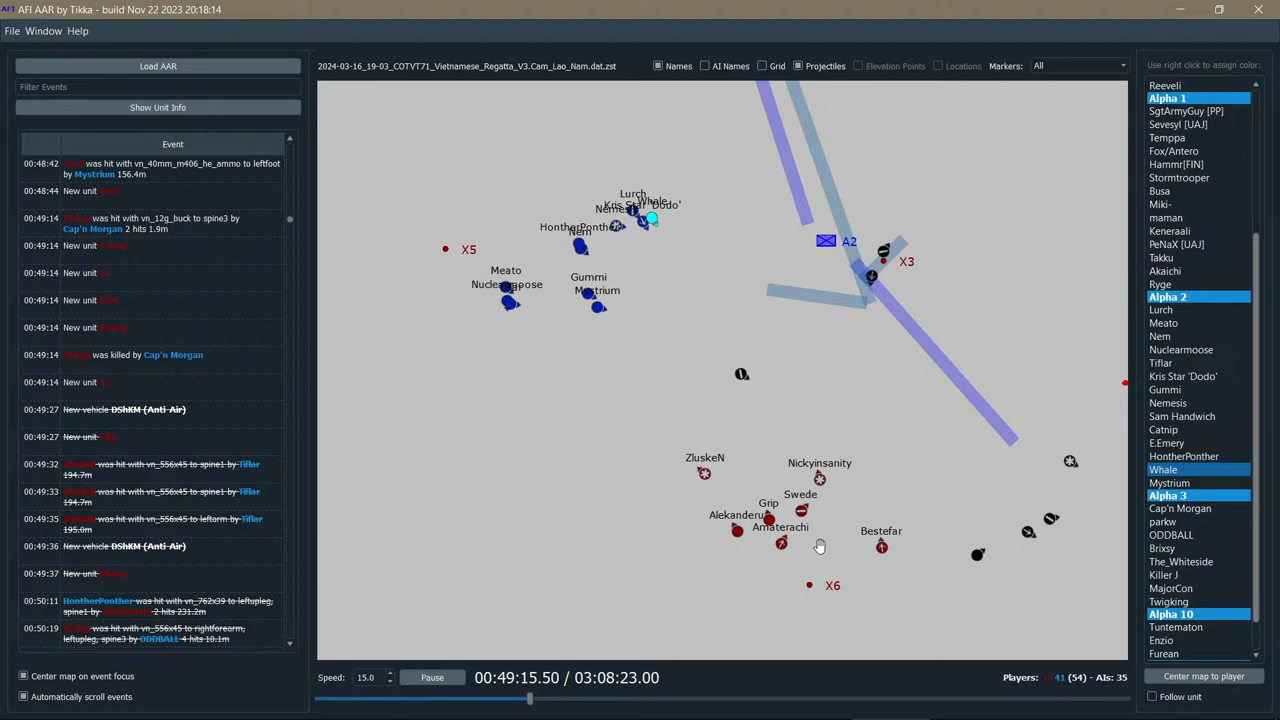 AFI AAR by Tikka - build Nov 22 2023 20:18:14
File Window Help
Load AAR
Filter Events
Show Unit Info
Event
00:48:42 was hit with vn_40mm_m406_he_ammo to leftfoot
by Mystrium 156.4m
00:48:44 New unit
00:49:14 Phuong was hit with vn_12g_buck to spine3 by
Cap'n Morgan 2 hits 1.9m
00:49:14 New unit
00:49:14 New unit
00:49:14 New unit
00:49:14 New unit
00:49:14 was killed by Cap'n Morgan
00:49:14 New unit
00:49:27 New vehicle DShKM (Anti Air)
00:49:27 New unit
00:49:32 was hit with vn_556x45 to spine1 by Tiflar
194.7m
00:49:33 was hit with vn_556x45 to spine1 by Tiflar
194.7m
00:49:35 was hit with vn_556x45 to leftarm by Tiflar
195.0m
00:49:36 New vehicle DShKM (Anti Air)
00:49:37 New unit
00:50:11 HontherPonther was hit with vn_762x39 to leftupleg,
spine1 by 2 hits 231.2m
00:50:19 was hit with vn_556x45 to rightforearm,
leftupleg, spine3 by ODDBALL 4 hits 10.1m
Center map on event focus
Automatically scroll events
2024-03-16_19-03_COTVT71_Vietnamese_Regatta_V3.Cam_Lao_Nam.dat.zst
Names AI Names Grid Projectiles Elevation Points Locations Markers: All
Lurch
Whale
Kris Star 'Dodo'
Nemesis
HontherPonther
Nem
X5
A2
X3
Meato
Nuclearmoose
Gummi
Mystrium
ZluskeN
Nickyinsanity
Swede
Grip
Alekanderu
Amaterachi
Bestefar
X6
Speed: 15.0 Pause 00:49:15.50 / 03:08:23.00 Players: 41 (54) - AIs: 35
Use right click to assign color:
Reeveli
Alpha 1
SgtArmyGuy [PP]
Sevesyl [UAJ]
Temppa
Fox/Antero
Hammr[FIN]
Stormtrooper
Busa
Miki-
maman
Keneraali
PeNaX [UAJ]
Takku
Akaichi
Ryge
Alpha 2
Lurch
Meato
Nem
Nuclearmoose
Tiflar
Kris Star 'Dodo'
Gummi
Nemesis
Sam Handwich
Catnip
E.Emery
HontherPonther
Whale
Mystrium
Alpha 3
Cap'n Morgan
parkw
ODDBALL
Brixsy
The_Whiteside
Killer J
MajorCon
Twigking
Alpha 10
Tuntematon
Enzio
Furean
Center map to player
Follow unit